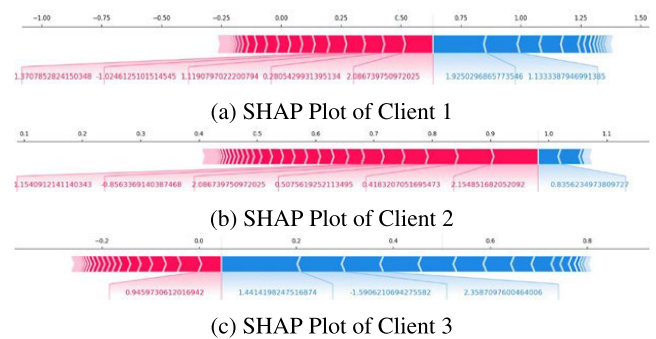 −1.00 −0.75 −0.50 −0.25 0.00 0.25 0.50 0.75 1.00 1.25 1.50
1.3707852824150348 -1.0246125101514545 1.1190797022200794 0.2805429931395134 2.086739750972025 1.9250296865773546 1.1333387946991385
(a) SHAP Plot of Client 1
0.1 0.2 0.3 0.4 0.5 0.6 0.7 0.8 0.9 1.0 1.1
1.1540912141140343 -0.8563369140387468 2.086739750972025 0.5075619252113495 0.4183207051695473 2.154851682052092 0.8356234973809727
(b) SHAP Plot of Client 2
−0.2 0.0 0.2 0.4 0.6 0.8
0.9459730612016942 1.4414198247516874 -1.5906210694275582 2.3587097600464006
(c) SHAP Plot of Client 3